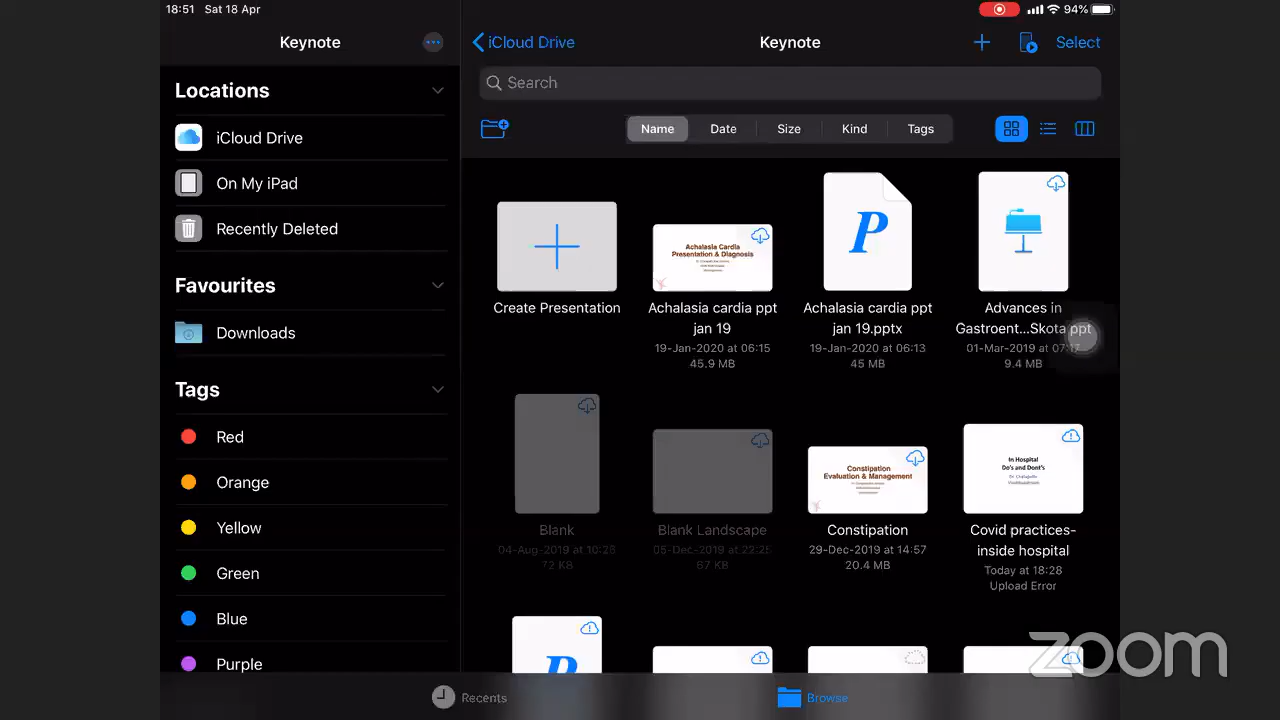 18:51 Sat 18 Apr
94%
Keynote
Locations
iCloud Drive
On My iPad
Recently Deleted
Favourites
Downloads
Tags
Red
Orange
Yellow
Green
Blue
Purple
iCloud Drive
Keynote
Select
Search
Name Date Size Kind Tags
Create Presentation
Achalasia Cardia
Presentation & Diagnosis
Achalasia cardia ppt
jan 19
19-Jan-2020 at 06:15
45.9 MB
P
Achalasia cardia ppt
jan 19.pptx
19-Jan-2020 at 06:13
45 MB
Advances in
Gastroent...Skota ppt
01-Mar-2019 at 07:17
9.4 MB
Blank
04-Aug-2019 at 10:28
72 KB
Blank Landscape
05-Dec-2019 at 22:25
67 KB
Constipation
Evaluation & Management
Constipation
29-Dec-2019 at 14:57
20.4 MB
In Hospital
Do's and Dont's
Covid practices-
inside hospital
Today at 18:28
Upload Error
P
Recents
Browse
zoom